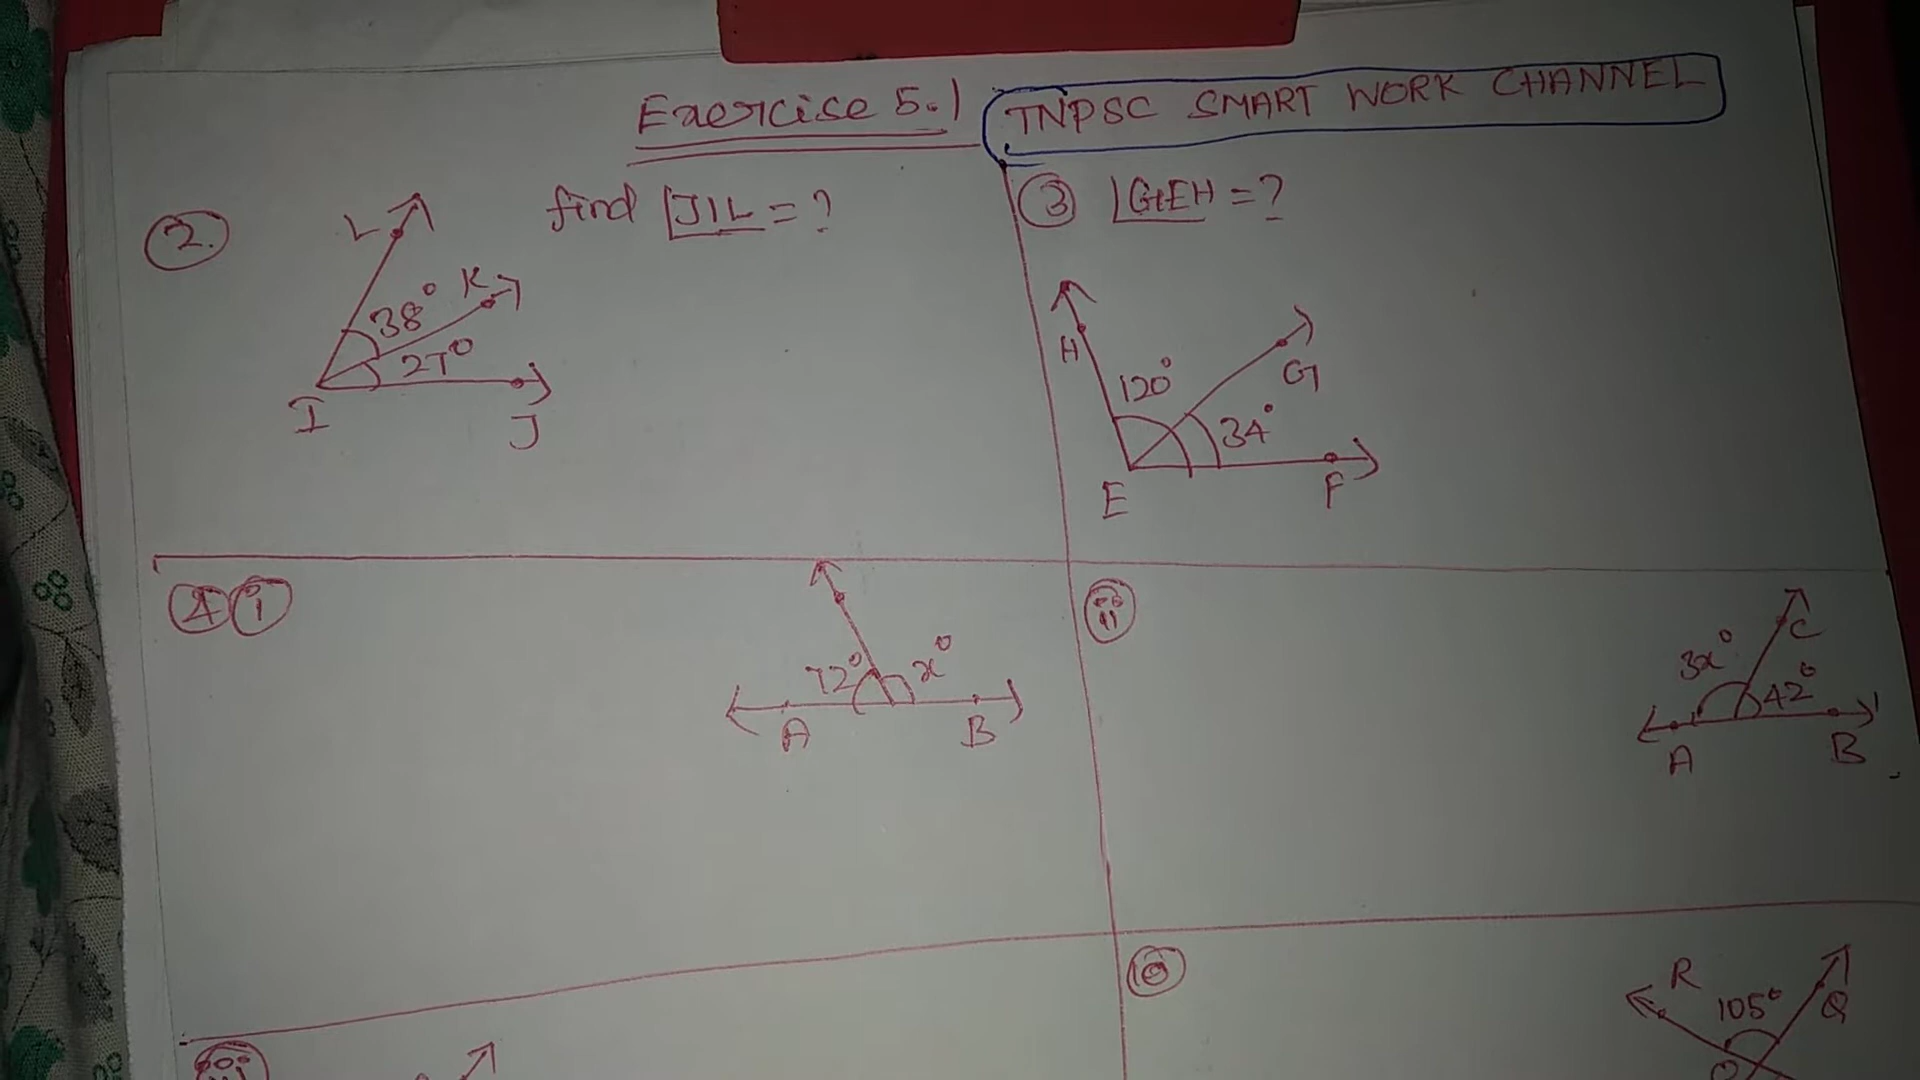 Exercise 5.1
TNPSC SMART WORK CHANNEL
2.
find ∠JIL = ?
L
K
38°
27°
I
J
3
∠GEH = ?
H
G
120°
34°
E
F
4 i
72°
x°
A
B
ii
C
3x°
42°
A
B
iii
R
105°
Q